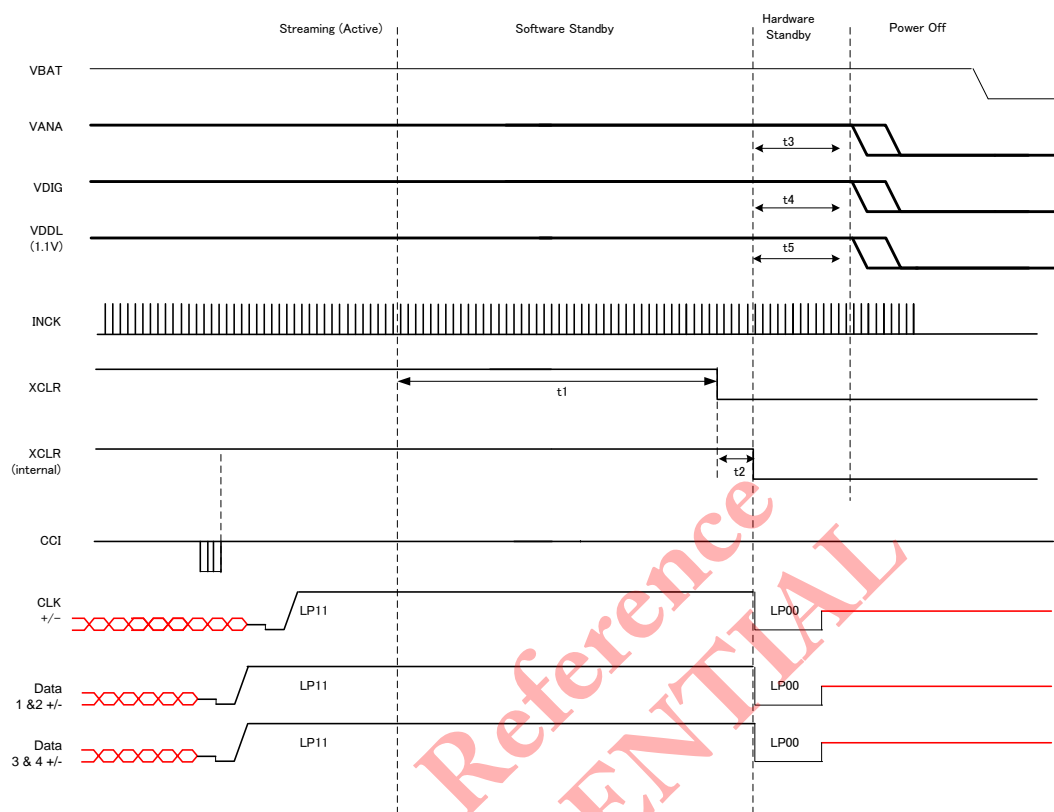 Streaming (Active)
Software Standby
Hardware
Standby
Power Off
VBAT
VANA
t3
VDIG
t4
VDDL
(1.1V)
t5
INCK
XCLR
t1
XCLR
(internal)
t2
CCI
CLK
+/-
LP11
LP00
Data
1 &2 +/-
LP11
LP00
Data
3 & 4 +/-
LP11
LP00
Reference
ENTIAL